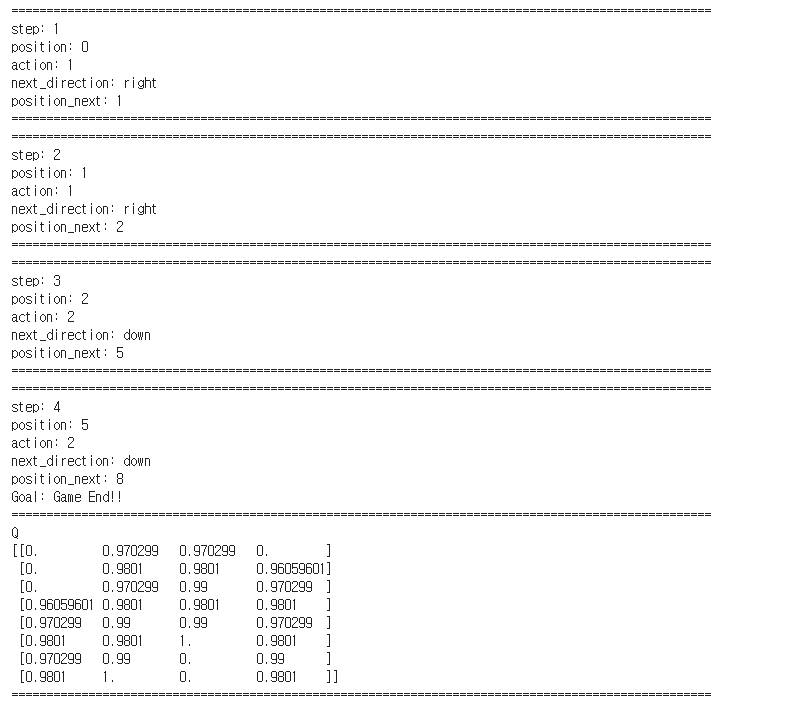 ====================================================================================================
step: 1
position: 0
action: 1
next_direction: right
position_next: 1
====================================================================================================
====================================================================================================
step: 2
position: 1
action: 1
next_direction: right
position_next: 2
====================================================================================================
====================================================================================================
step: 3
position: 2
action: 2
next_direction: down
position_next: 5
====================================================================================================
====================================================================================================
step: 4
position: 5
action: 2
next_direction: down
position_next: 8
Goal: Game End!!
====================================================================================================
Q
[[0.         0.970299   0.970299   0.        ]
 [0.         0.9801     0.9801     0.96059601]
 [0.         0.970299   0.99       0.970299  ]
 [0.96059601 0.9801     0.9801     0.9801    ]
 [0.970299   0.99       0.99       0.970299  ]
 [0.9801     0.9801     1.         0.9801    ]
 [0.970299   0.99       0.         0.99      ]
 [0.9801     1.         0.         0.9801    ]]
====================================================================================================